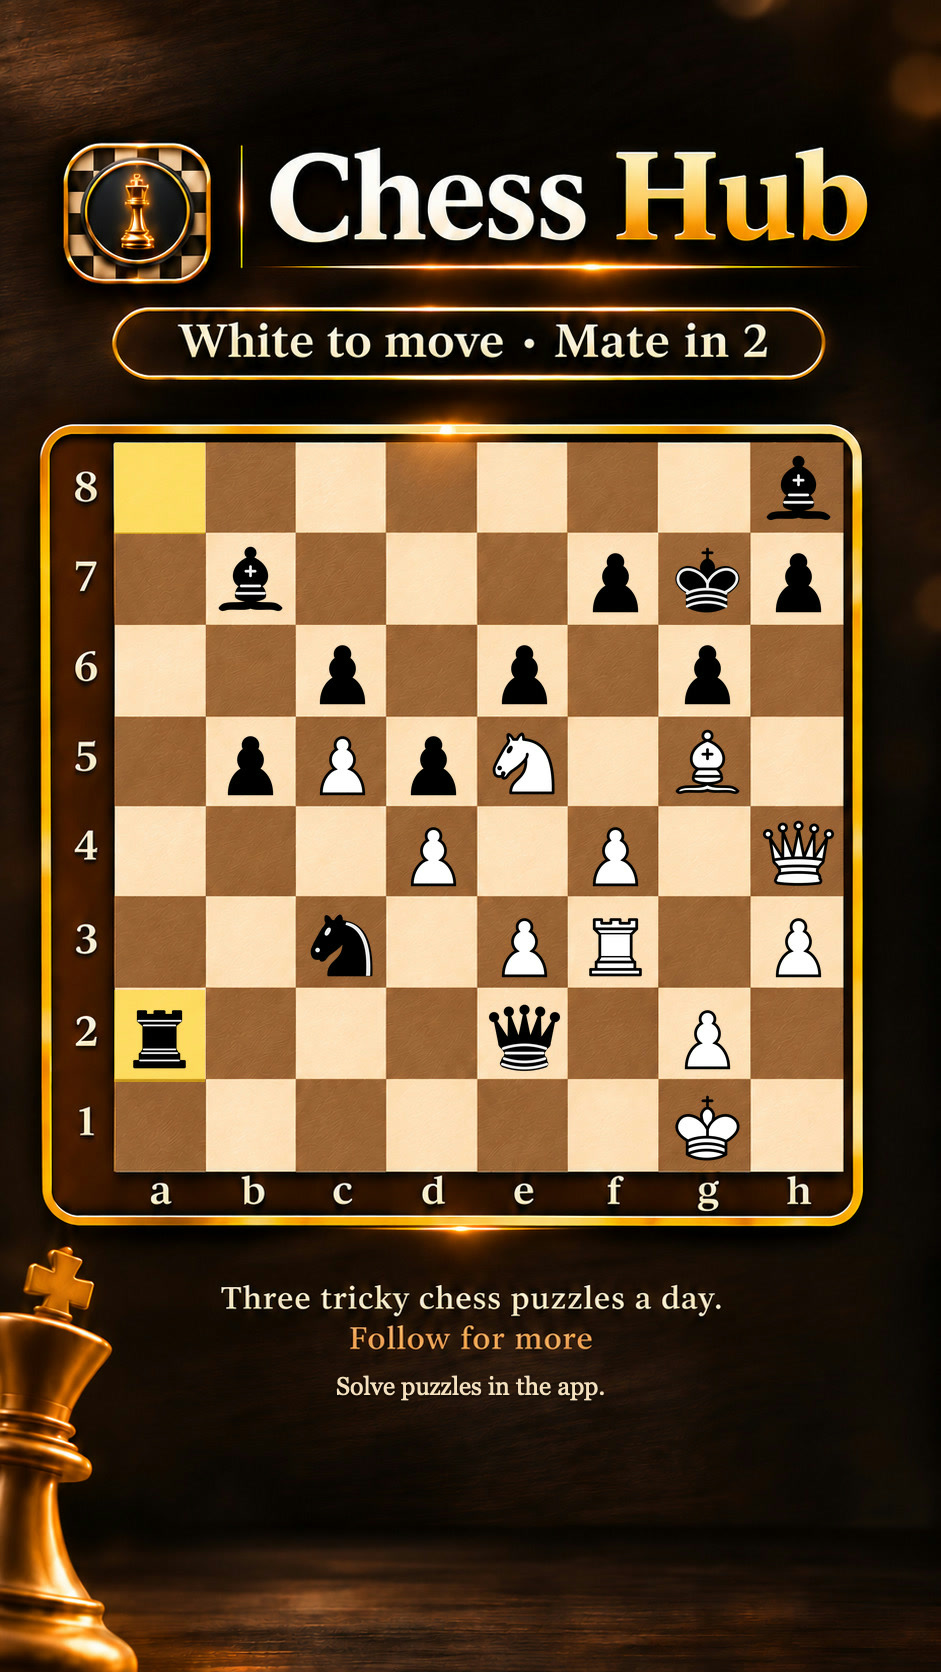 Chess Hub
White to move • Mate in 2
8
7
6
5
4
3
2
1
a b c d e f g h
Three tricky chess puzzles a day.
Follow for more
Solve puzzles in the app.